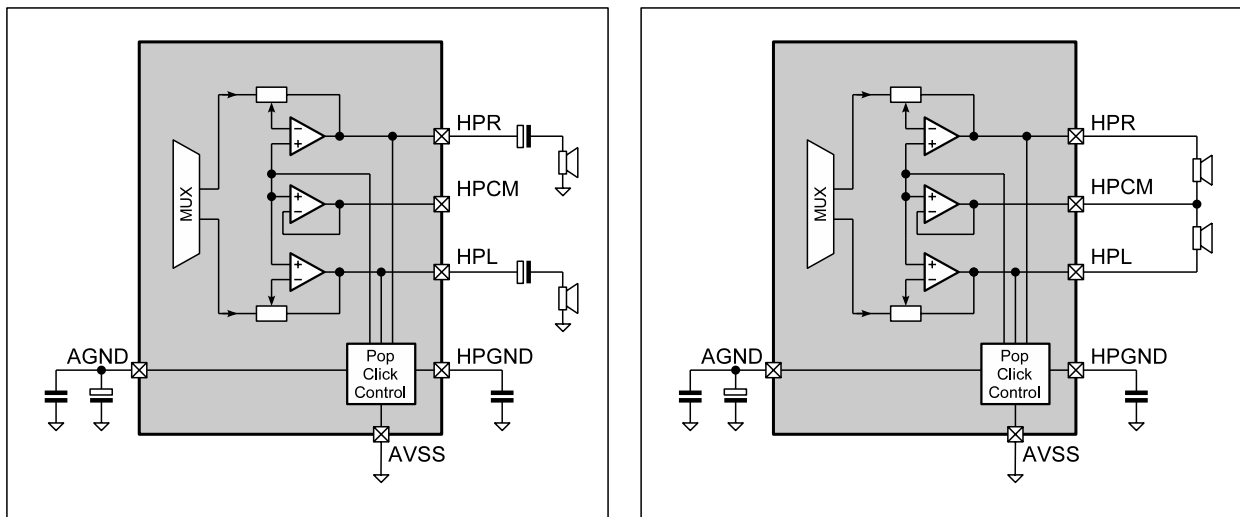 HPR
HPCM
MUX
HPL
AGND
HPGND
Pop
Click
Control
AVSS
HPR
HPCM
MUX
HPL
AGND
HPGND
Pop
Click
Control
AVSS